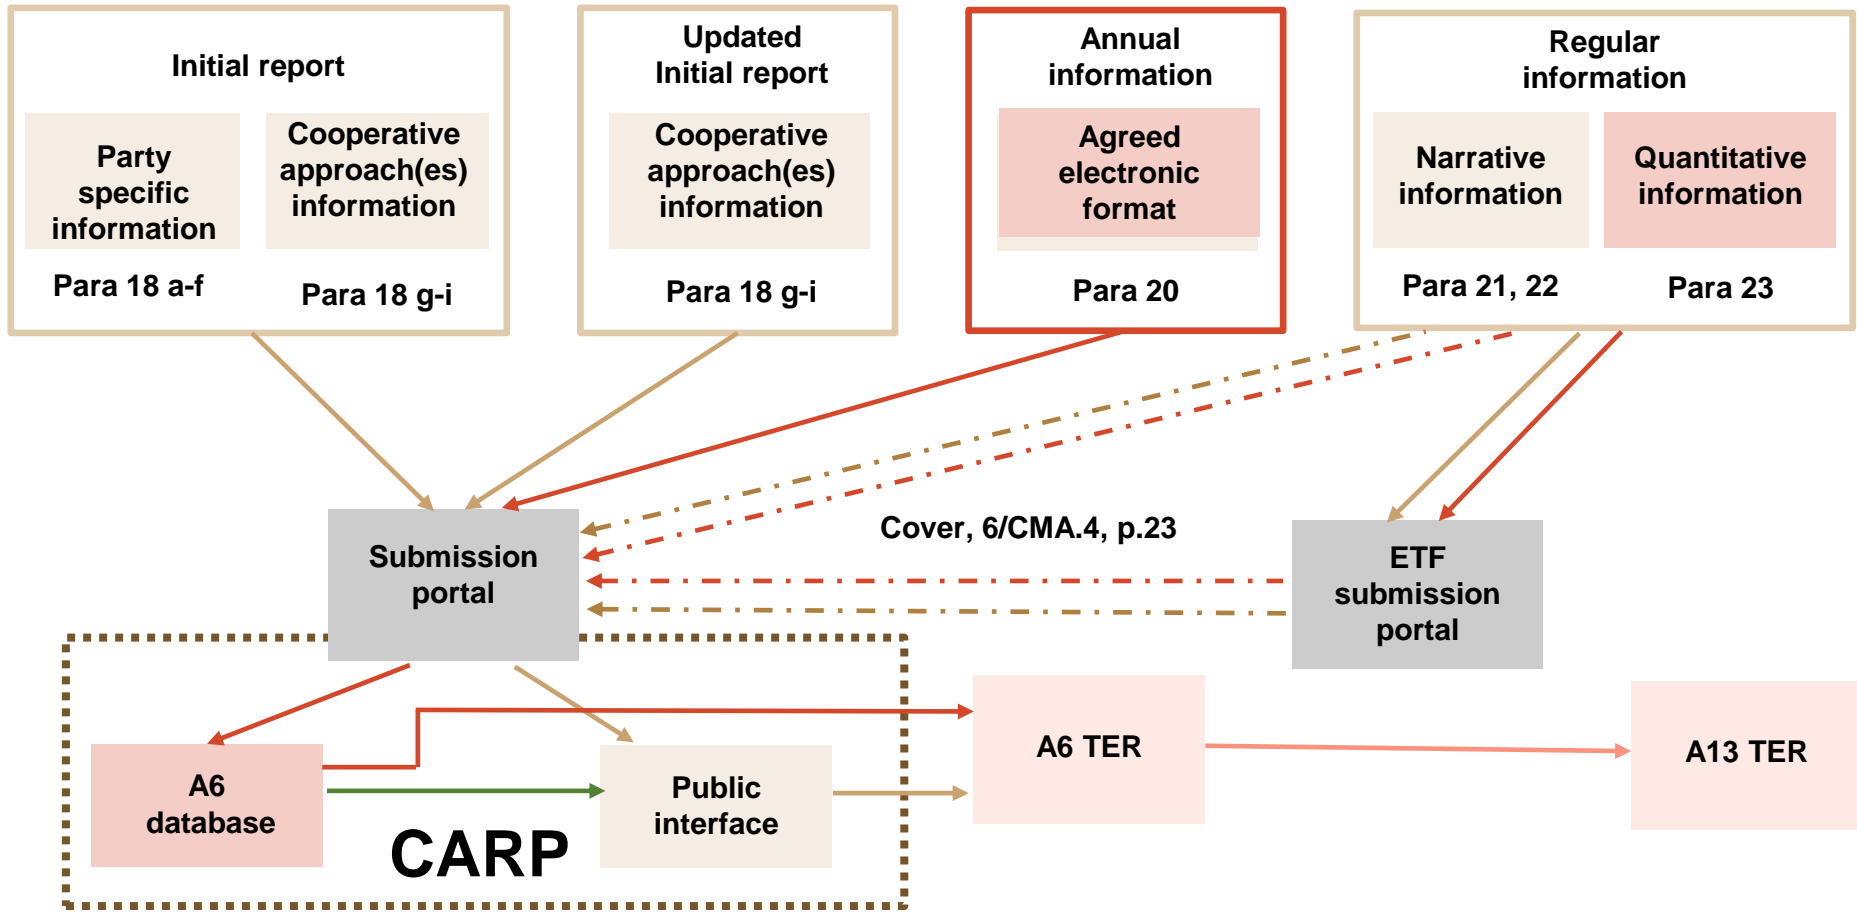 Initial report
Party
specific
information
Para 18 a-f
Cooperative
approach(es)
information
Para 18 g-i
Updated
Initial report
Cooperative
approach(es)
information
Para 18 g-i
Annual
information
Agreed
electronic
format
Para 20
Regular
information
Narrative
information
Para 21, 22
Quantitative
information
Para 23
Submission
portal
Cover, 6/CMA.4, p.23
ETF
submission
portal
A6
database
CARP
Public
interface
A6 TER
A13 TER